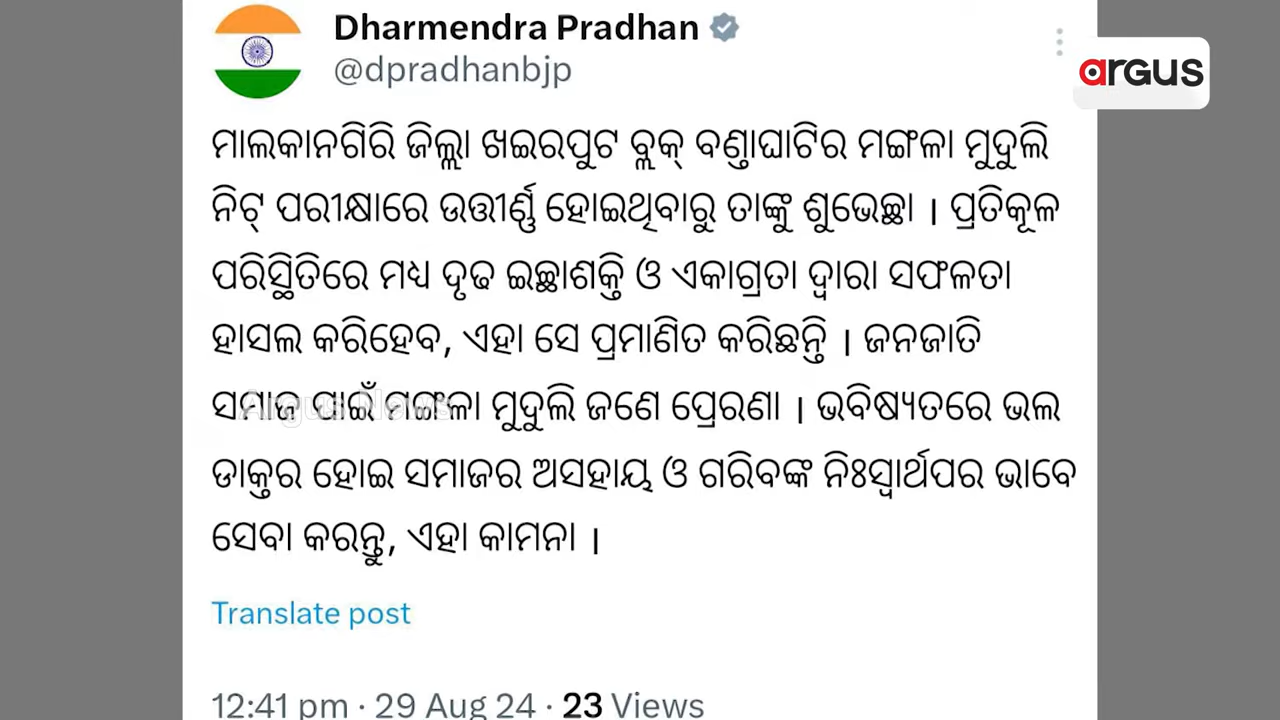 Dharmendra Pradhan
@dpradhanbjp
argus
ମାଲକାନଗିରି ଜିଲ୍ଲା ଖଇରପୁଟ ବ୍ଲକ୍ ବଣ୍ଡାଘାଟିର ମଙ୍ଗଳା ମୁଦୁଲି
ନିଟ୍ ପରୀକ୍ଷାରେ ଉତ୍ତୀର୍ଣ୍ଣ ହୋଇଥିବାରୁ ତାଙ୍କୁ ଶୁଭେଚ୍ଛା । ପ୍ରତିକୂଳ
ପରିସ୍ଥିତିରେ ମଧ୍ୟ ଦୃଢ ଇଚ୍ଛାଶକ୍ତି ଓ ଏକାଗ୍ରତା ଦ୍ୱାରା ସଫଳତା
ହାସଲ କରିହେବ, ଏହା ସେ ପ୍ରମାଣିତ କରିଛନ୍ତି । ଜନଜାତି
ସମାଜ ପାଇଁ ମଙ୍ଗଳା ମୁଦୁଲି ଜଣେ ପ୍ରେରଣା । ଭବିଷ୍ୟତରେ ଭଲ
Argus News
ଡାକ୍ତର ହୋଇ ସମାଜର ଅସହାୟ ଓ ଗରିବଙ୍କ ନିଃସ୍ୱାର୍ଥପର ଭାବେ
ସେବା କରନ୍ତୁ, ଏହା କାମନା ।
Translate post
12:41 pm · 29 Aug 24 · 23 Views